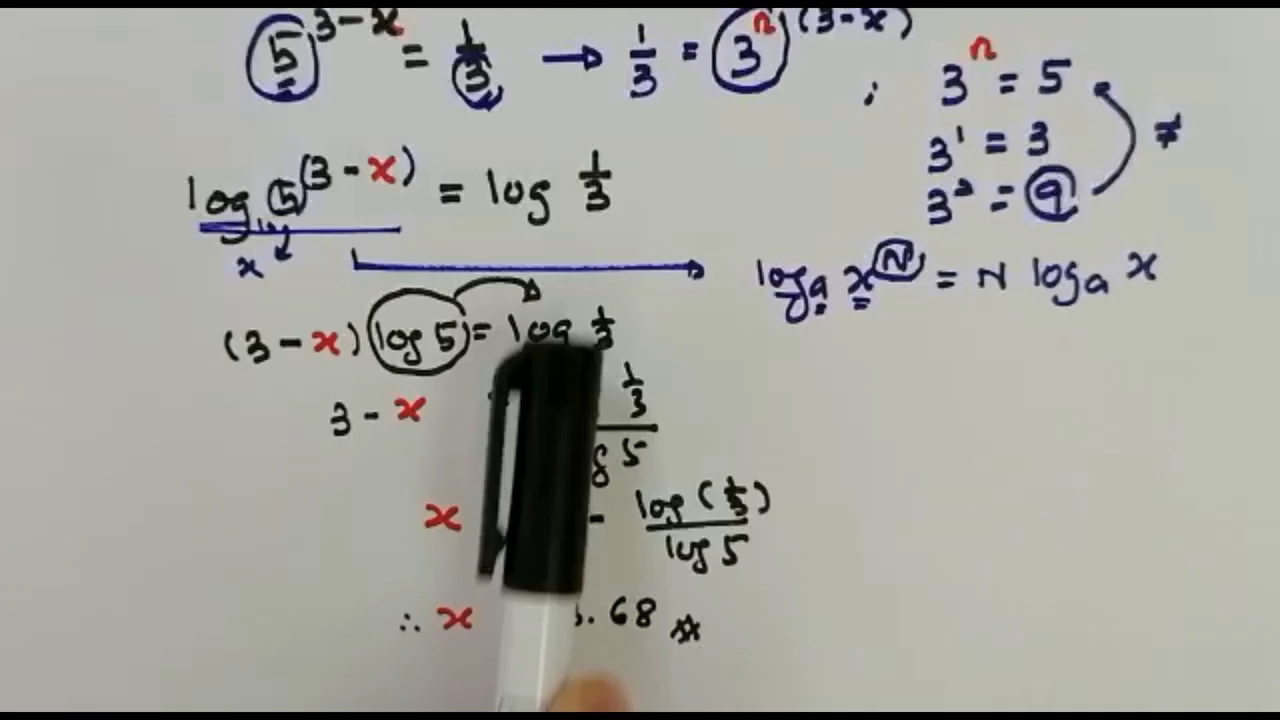 5^(3-x) = 1/3 → 1/3 = 3^n(3-x)
; 3^n = 5
3^1 = 3
3^2 = 9 ≠
log 5^(3-x) = log 1/3
x
log_a x^N = N log_a x
(3-x) log 5 = log 1/3
3-x 1/3
5
x - log(1/3)
log 5
∴ x .68